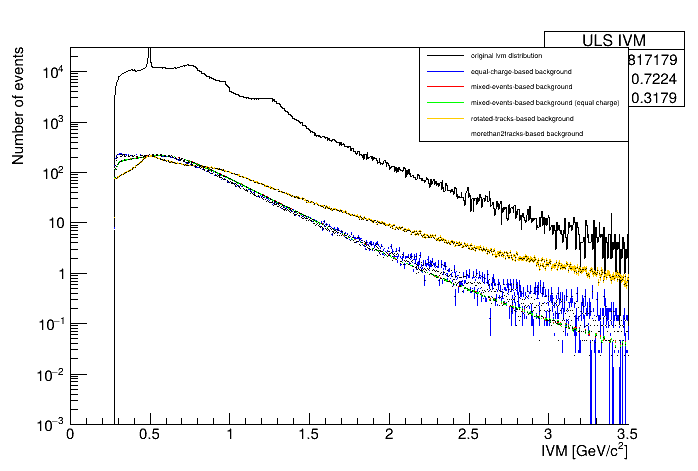 ULS IVM
817179
0.7224
0.3179
original Ivm distribution
equal-charge-based background
mixed-events-based background
mixed-events-based background (equal charge)
rotated-tracks-based background
morethan2tracks-based background
Number of events
10⁴
10³
10²
10
1
10⁻¹
10⁻²
10⁻³
0 0.5 1 1.5 2 2.5 3 3.5
IVM [GeV/c²]